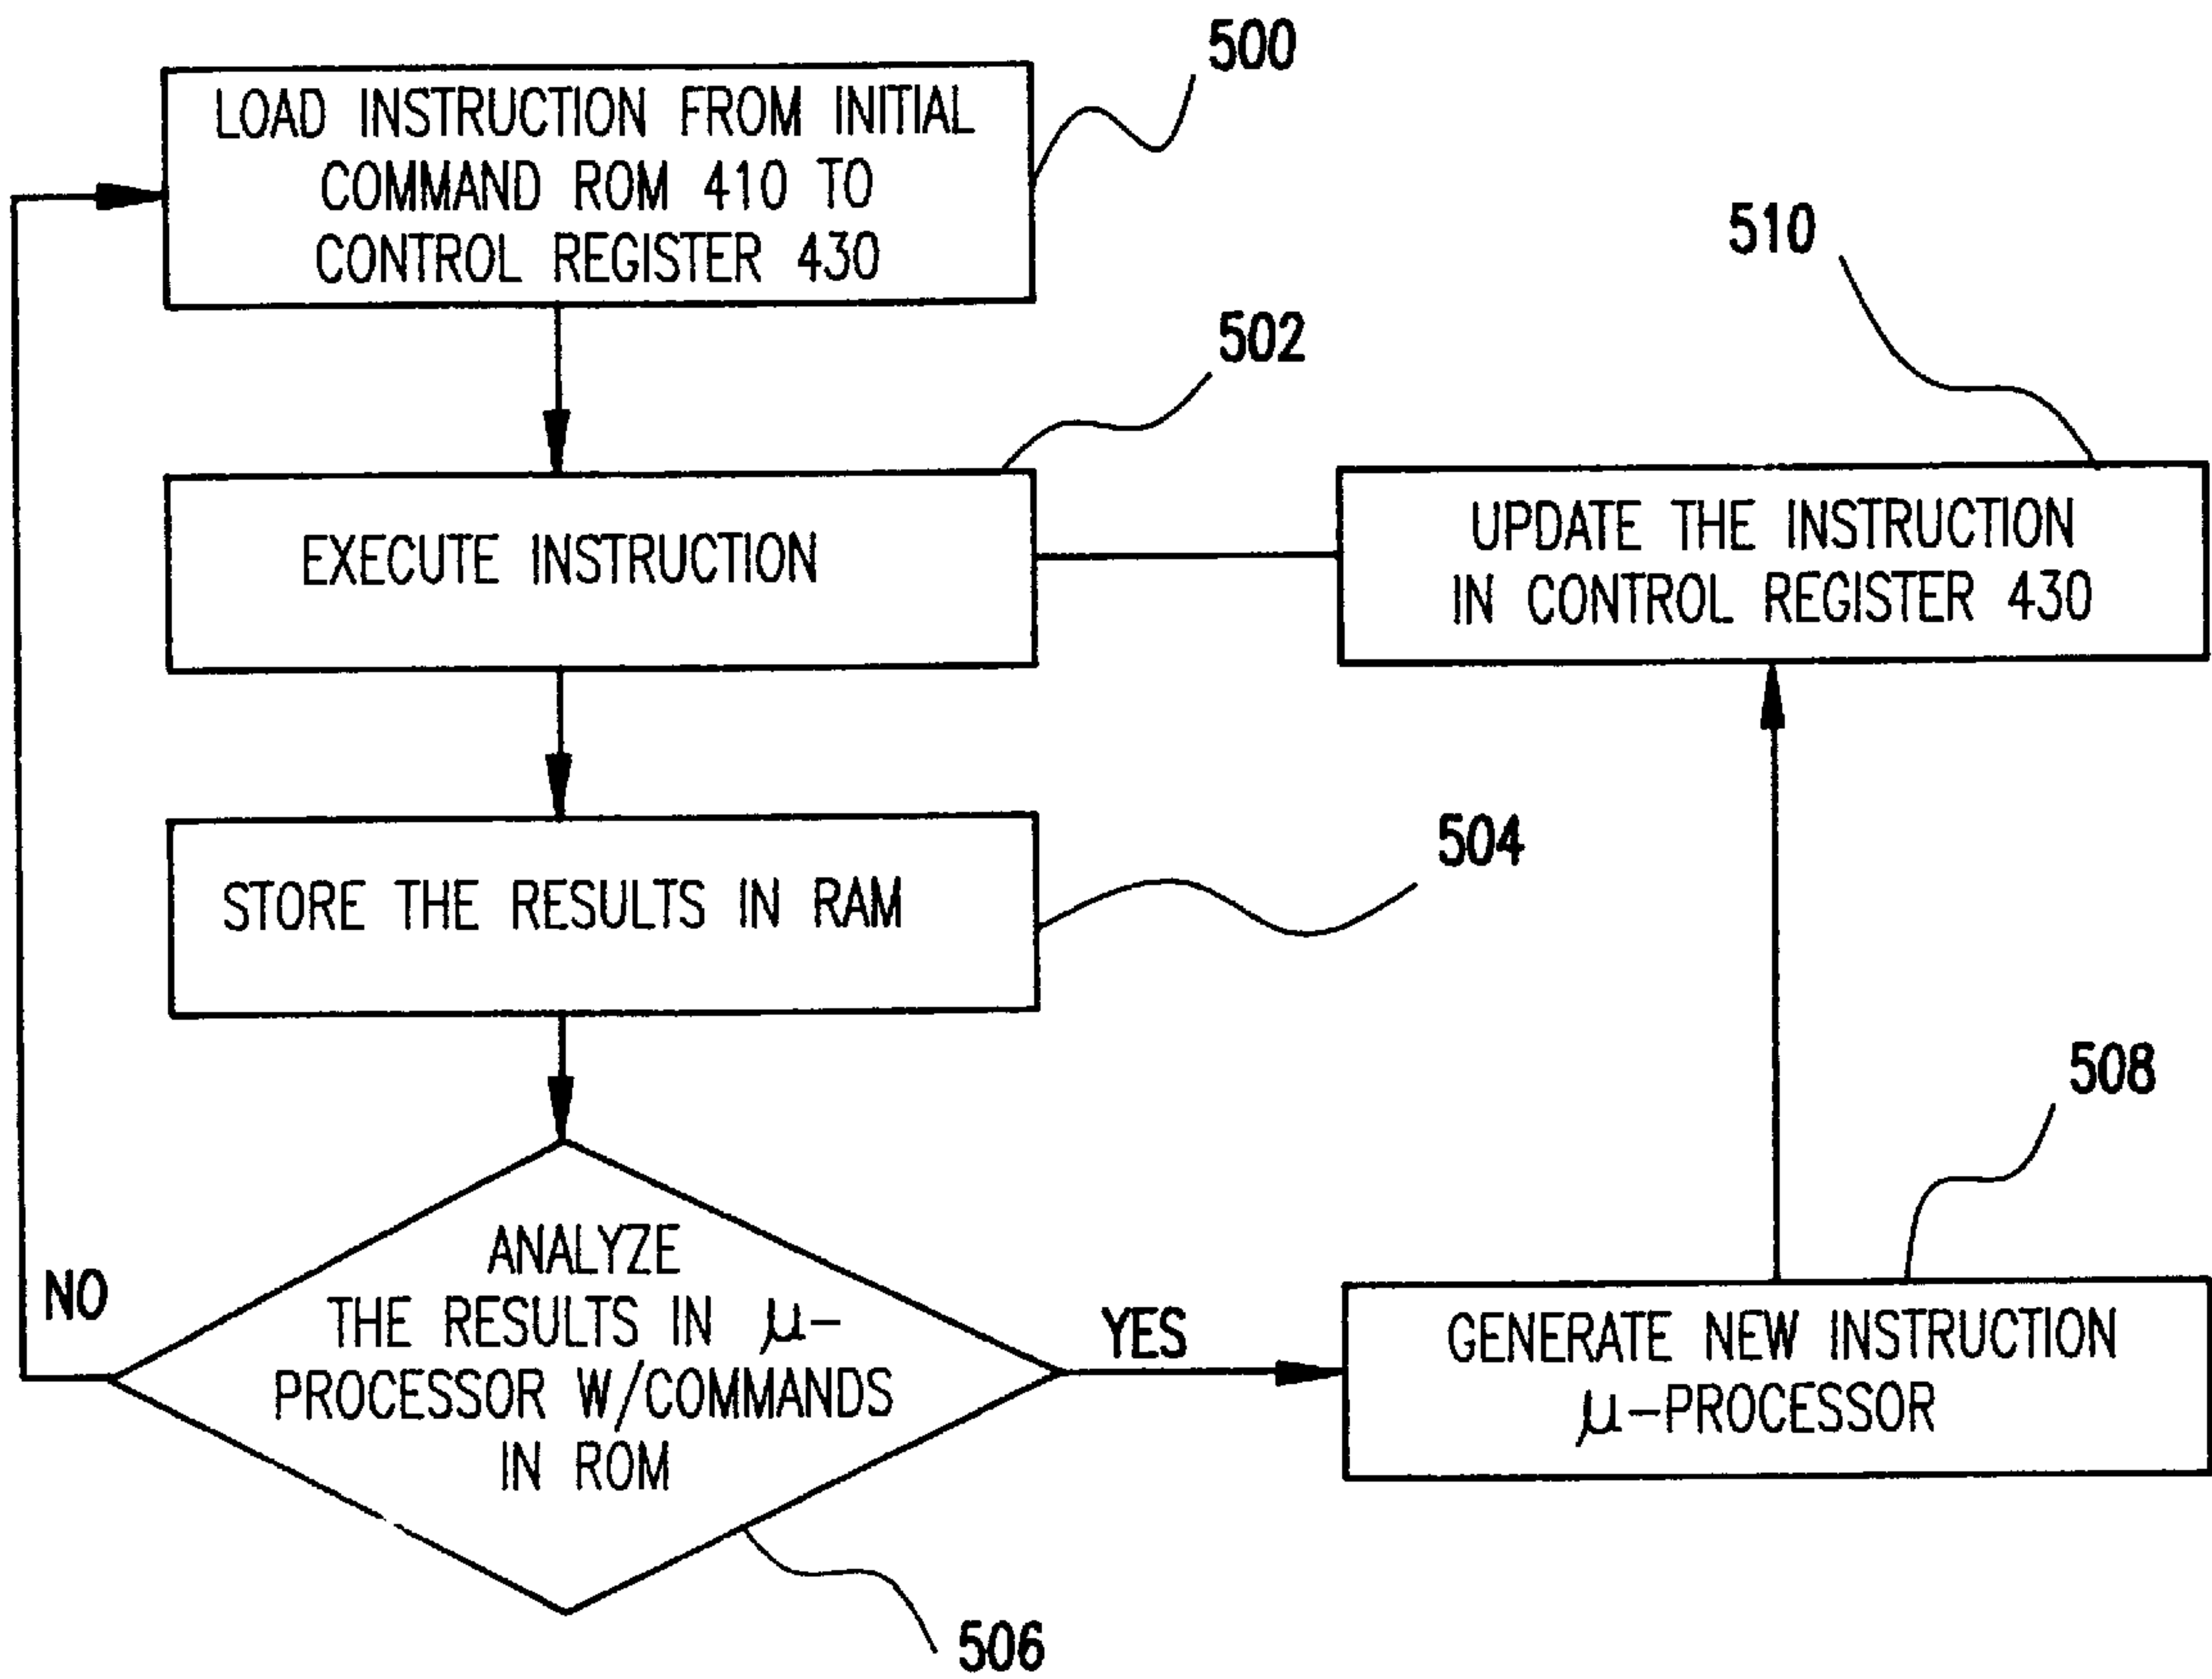 500
LOAD INSTRUCTION FROM INITIAL
COMMAND ROM 410 TO
CONTROL REGISTER 430
502
EXECUTE INSTRUCTION
510
UPDATE THE INSTRUCTION
IN CONTROL REGISTER 430
504
STORE THE RESULTS IN RAM
506
ANALYZE
THE RESULTS IN μ-
PROCESSOR W/COMMANDS
IN ROM
NO
YES
508
GENERATE NEW INSTRUCTION
μ-PROCESSOR